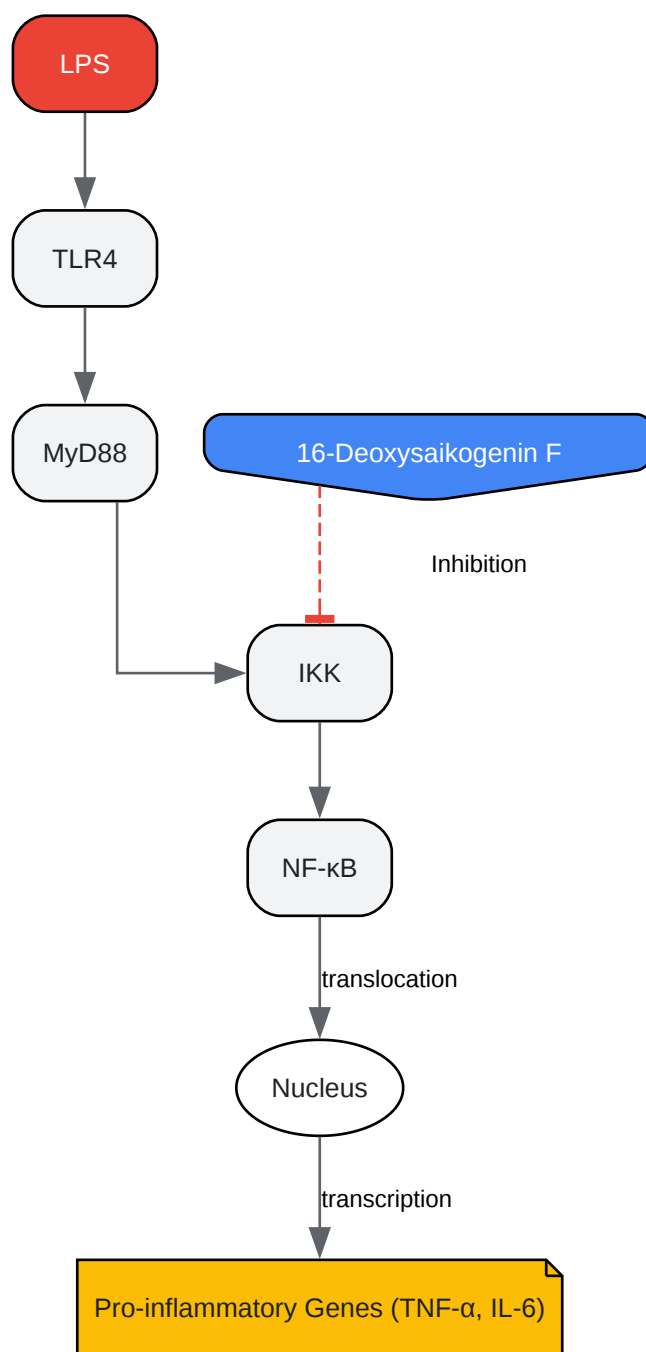 LPS
TLR4
MyD88
16-Deoxysaikogenin F
Inhibition
IKK
NF-κB
translocation
Nucleus
transcription
Pro-inflammatory Genes (TNF-α, IL-6)